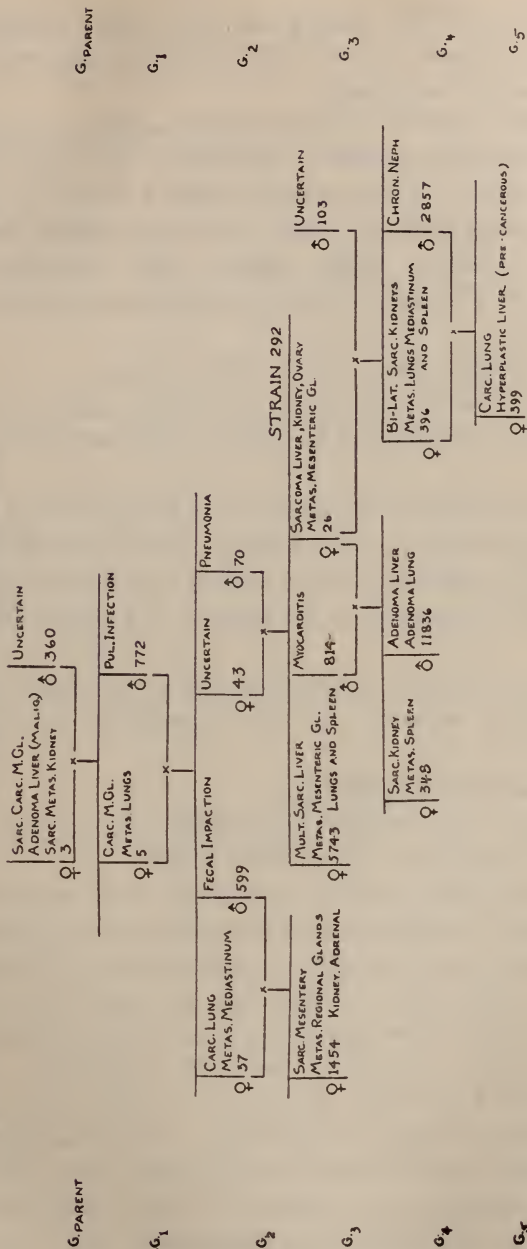 G. PARENT
SARC. CARC. M. GL.
ADENOMA LIVER (MALIG)
SARC. METAS. KIDNEY
♀ 3
UNCERTAIN
♂ 360
G. PARENT
G.1
CARC. M. GL.
METAS. LUNGS
♀ 5
PUL. INFECTION
♂ 772
G.1
G.2
CARC. LUNG
METAS. MEDIASTINUM
♀ 57
FECAL IMPACTION
♂ 599
UNCERTAIN
♀ 43
PNEUMONIA
♂ 70
G.2
STRAIN 292
G.3
SARC. MESENTERY
METAS. REGIONAL GLANDS
♀ 1454 KIDNEY. ADRENAL
MULT. SARC. LIVER
METAS. MESENTERIC GL.
♀ 5743 LUNGS AND SPLEEN
MYOCARDITIS
♂ 814
SARCOMA LIVER, KIDNEY, OVARY
METAS. MESENTERIC GL
♀ 26
UNCERTAIN
♂ 103
G.3
G.4
SARC. KIDNEY
METAS. SPLEEN
♀ 348
ADENOMA LIVER
ADENOMA LUNG
♂ 11836
BI-LAT. SARC. KIDNEYS
METAS. LUNGS MEDIASTINUM
♀ 396 AND SPLEEN
CHRON. NEPH
♂ 2857
G.4
G.5
CARC. LUNG
HYPERPLASTIC LIVER (PRE-CANCEROUS)
♀ 399
G.5